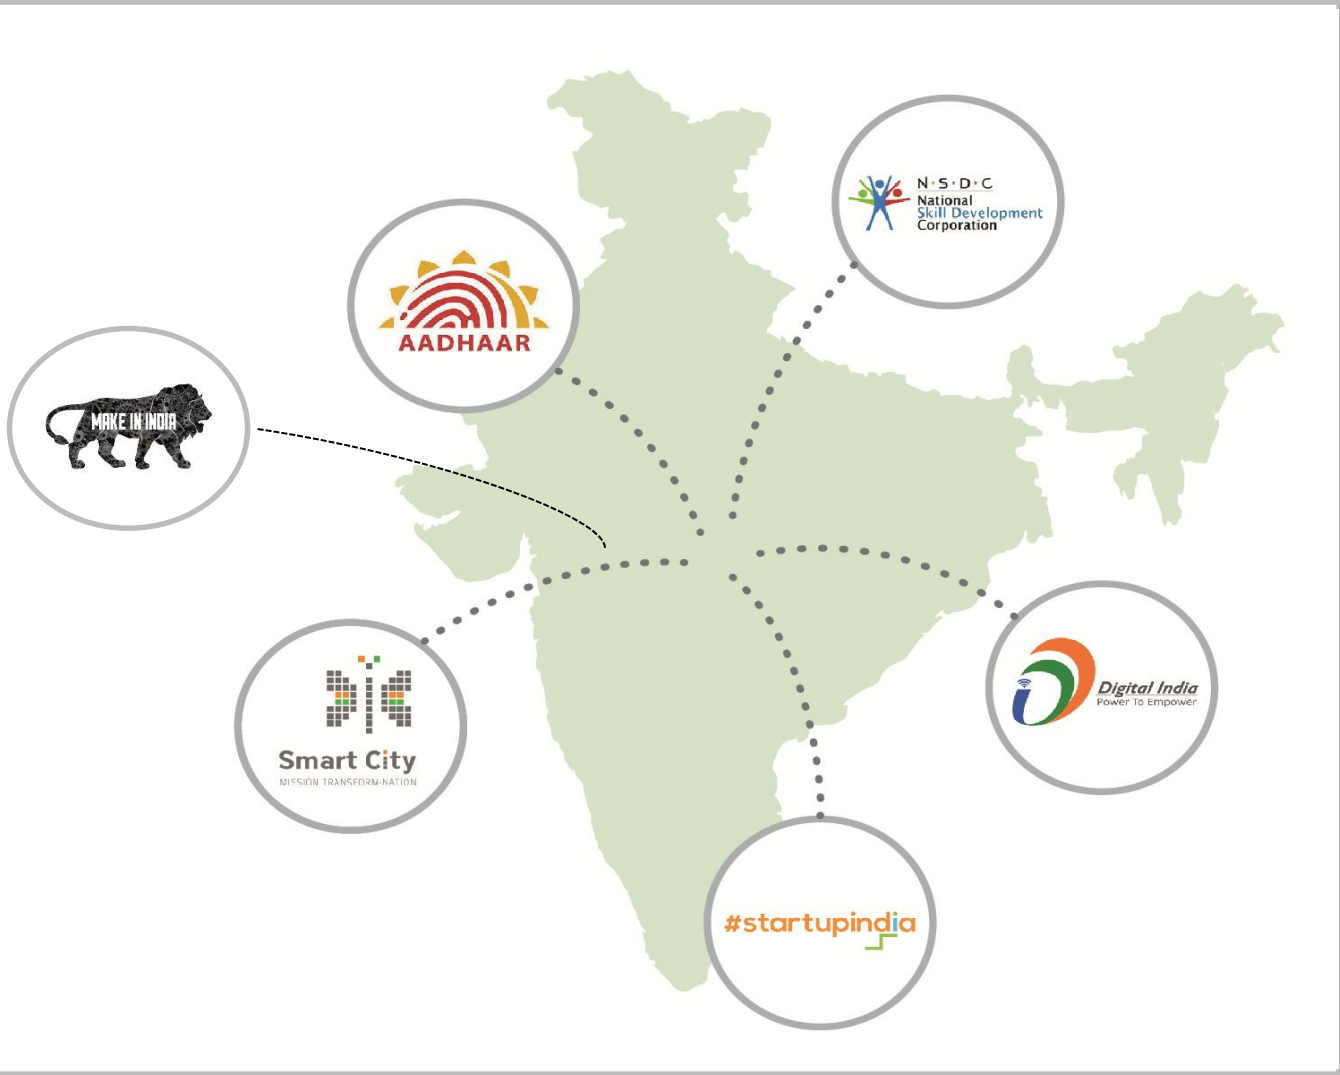 N·S·D·C
National
Skill Development
Corporation
AADHAAR
MAKE IN INDIA
Digital India
Power To Empower
Smart City
MISSION TRANSFORM-NATION
#startupindia